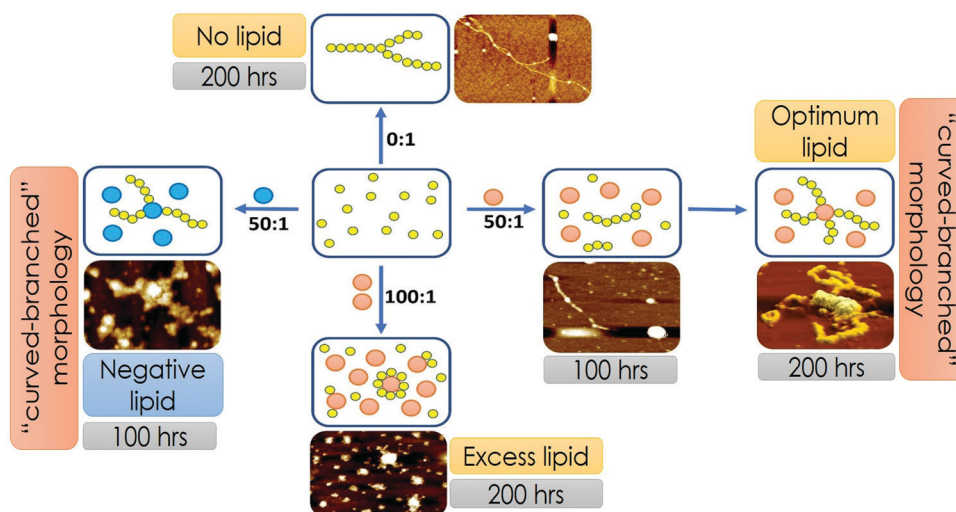 No lipid
200 hrs
0:1
Optimum
lipid
"curved-branched"
morphology
50:1
50:1
"curved-branched"
morphology
100:1
Negative
lipid
100 hrs
100 hrs
200 hrs
Excess lipid
200 hrs